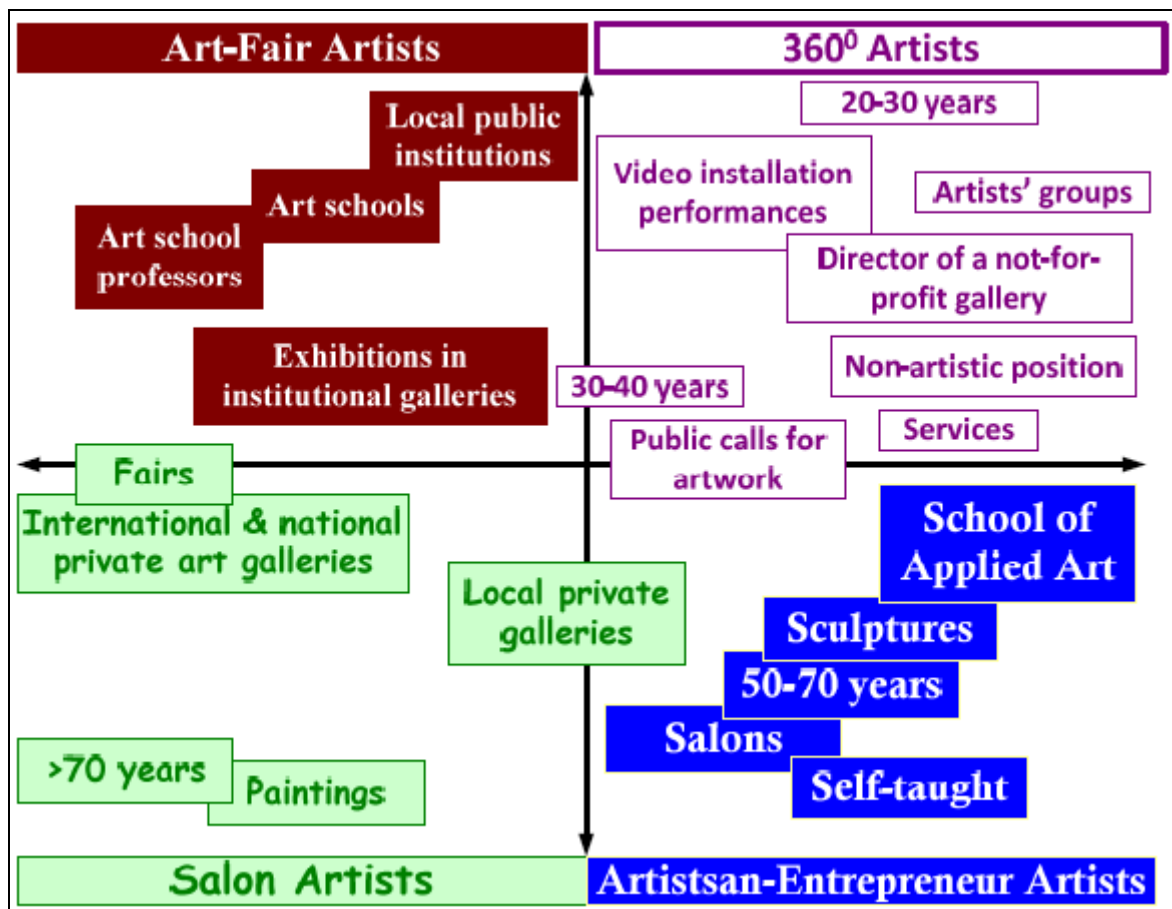 Art-Fair Artists
360⁰ Artists
Local public
institutions
Art schools
Art school
professors
Exhibitions in
institutional galleries
20-30 years
Video installation
performances
Artists’ groups
Director of a not-for-
profit gallery
Non-artistic position
30-40 years
Services
Public calls for
artwork
Fairs
International & national
private art galleries
Local private
galleries
>70 years
Paintings
School of
Applied Art
Sculptures
50-70 years
Salons
Self-taught
Salon Artists
Artistsan-Entrepreneur Artists